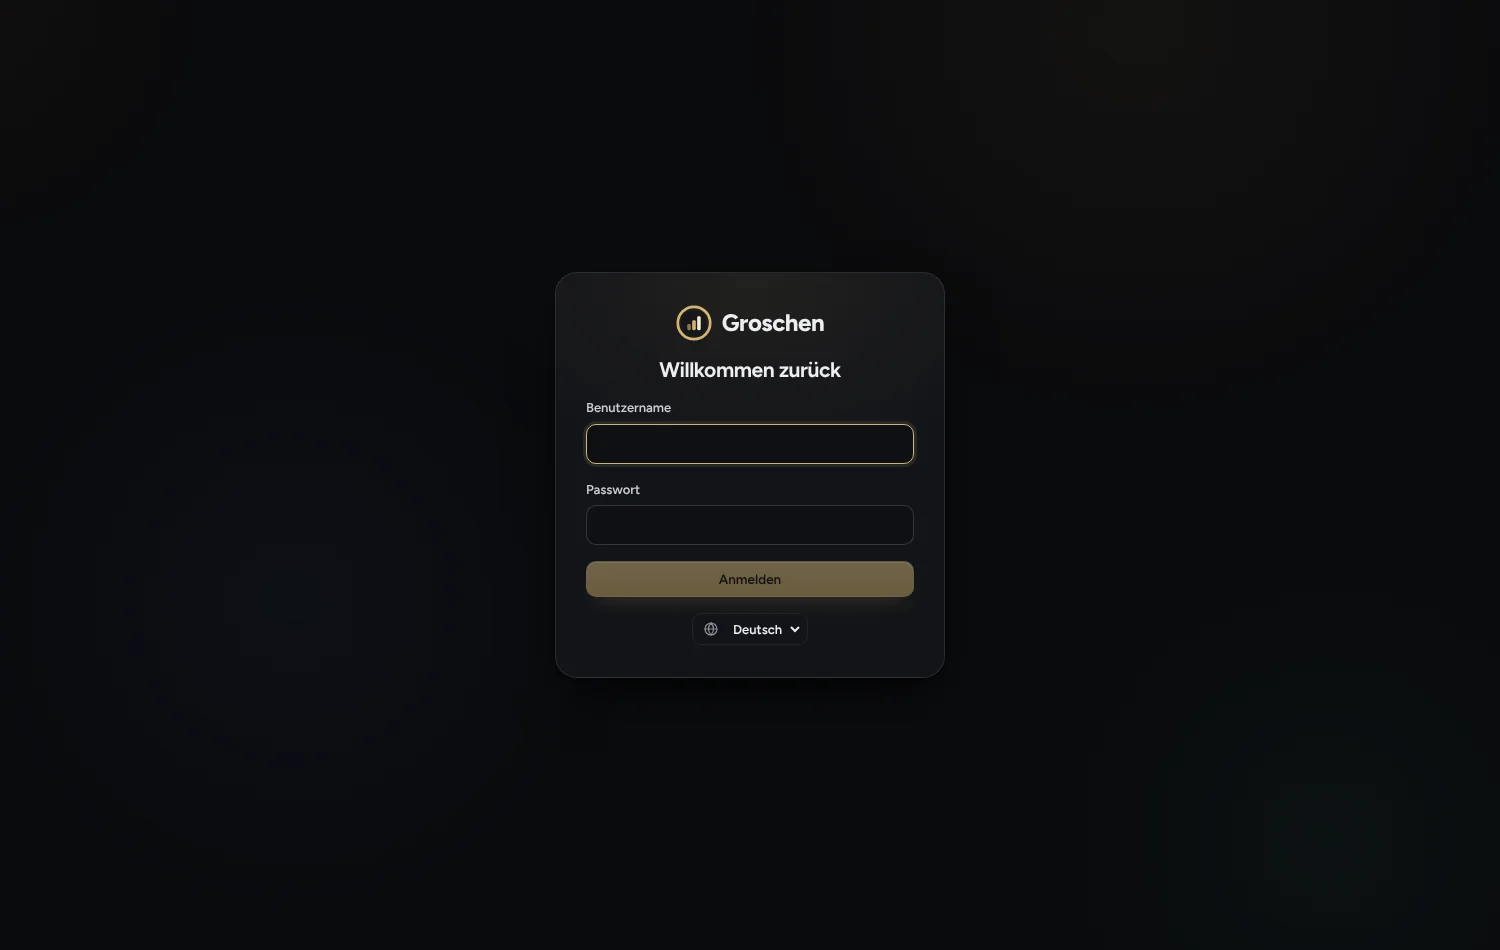 Groschen
Willkommen zurück
Benutzername
Passwort
Anmelden
Deutsch